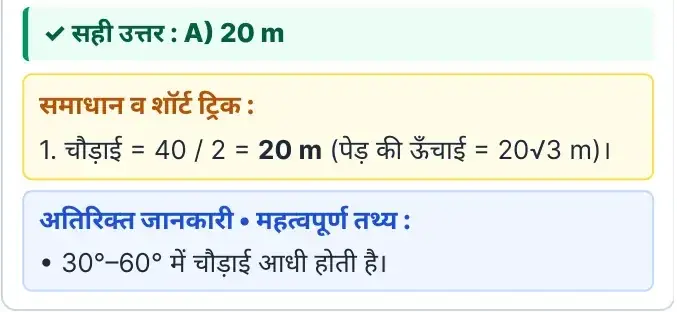 ✓ सही उत्तर : A) 20 m
समाधान व शॉर्ट ट्रिक :
1. चौड़ाई = 40 / 2 = 20 m (पेड़ की ऊँचाई = 20√3 m)।
अतिरिक्त जानकारी • महत्वपूर्ण तथ्य :
• 30°–60° में चौड़ाई आधी होती है।